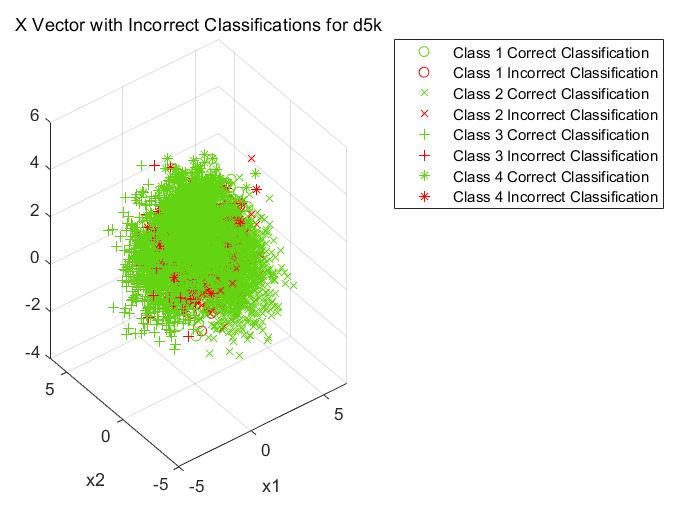 X Vector with Incorrect Classifications for d5k
Class 1 Correct Classification
Class 1 Incorrect Classification
Class 2 Correct Classification
Class 2 Incorrect Classification
Class 3 Correct Classification
Class 3 Incorrect Classification
Class 4 Correct Classification
Class 4 Incorrect Classification
6
4
2
0
-2
-4
5
0
-5
x2
-5
0
5
x1